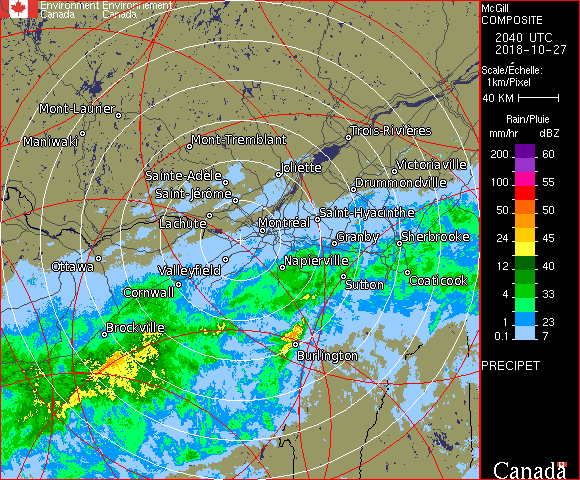 Environment Environnement
Canada Canada
McGill
COMPOSITE
2040 UTC
2018-10-27
Scale/Échelle:
1km/Pixel
40 KM
Rain/Pluie
mm/hr dBZ
200 60
100 55
50 50
90 45
24 40
12 33
4 28
1 23
0.1 7
PRECIPET
Canada
Mont-Laurier
Maniwaki
Mont-Tremblant
Trois-Rivières
Sainte-Adèle
Joliette
Victoriaville
Saint-Jérôme
Drummondville
Lachute
Saint-Hyacinthe
Montréal
Granby
Sherbrooke
Ottawa
Valleyfield
Napierville
Cornwall
Sutton
Coaticook
Brockville
Burlington